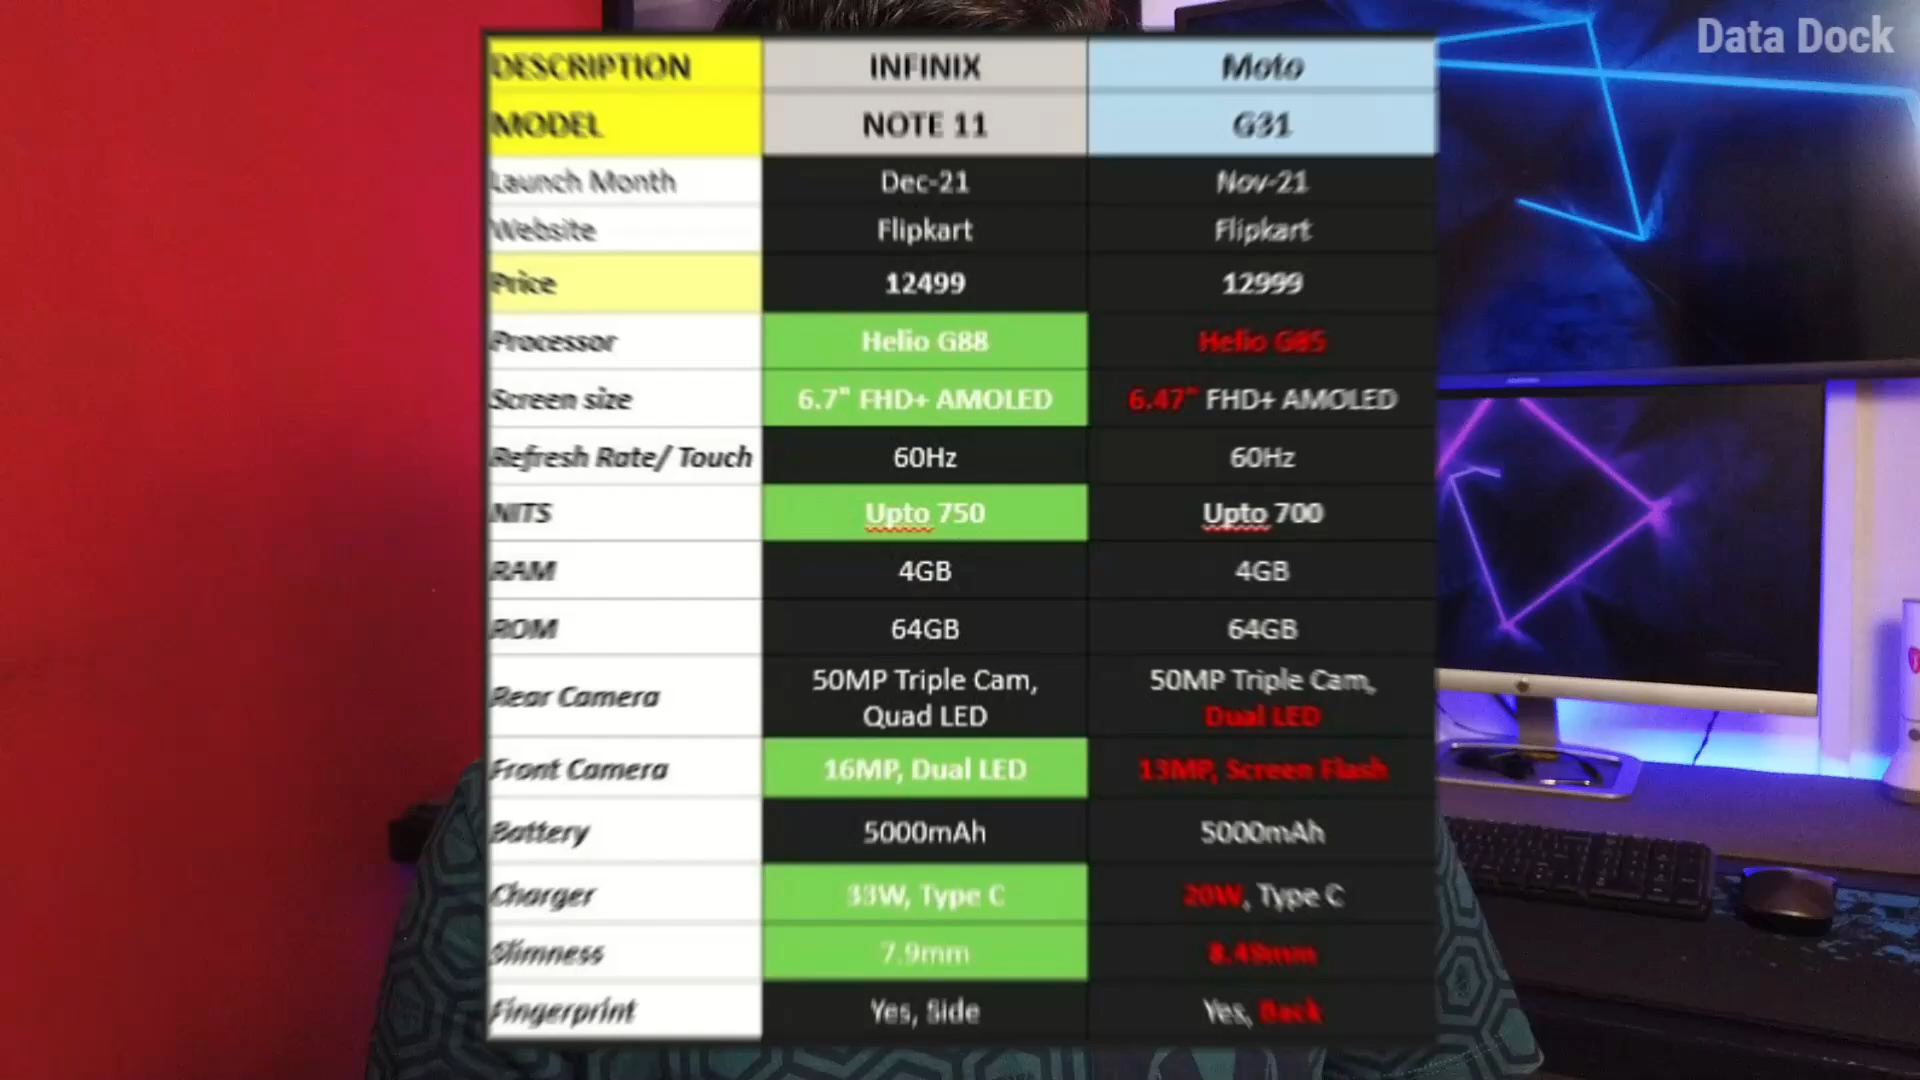 Data Dock
DESCRIPTION INFINIX Moto
MODEL NOTE 11 G31
Launch Month Dec-21 Nov-21
Website Flipkart Flipkart
Price 12499 12999
Processor Helio G88 Helio G85
Screen size 6.7" FHD+ AMOLED 6.47" FHD+ AMOLED
Refresh Rate/ Touch 60Hz 60Hz
NITS Upto 750 Upto 700
RAM 4GB 4GB
ROM 64GB 64GB
Rear Camera 50MP Triple Cam, 50MP Triple Cam,
Quad LED Dual LED
Front Camera 16MP, Dual LED 13MP, Screen Flash
Battery 5000mAh 5000mAh
Charger 33W, Type C 20W, Type C
Slimness 7.9mm 8.49mm
Fingerprint Yes, Side Yes, Back